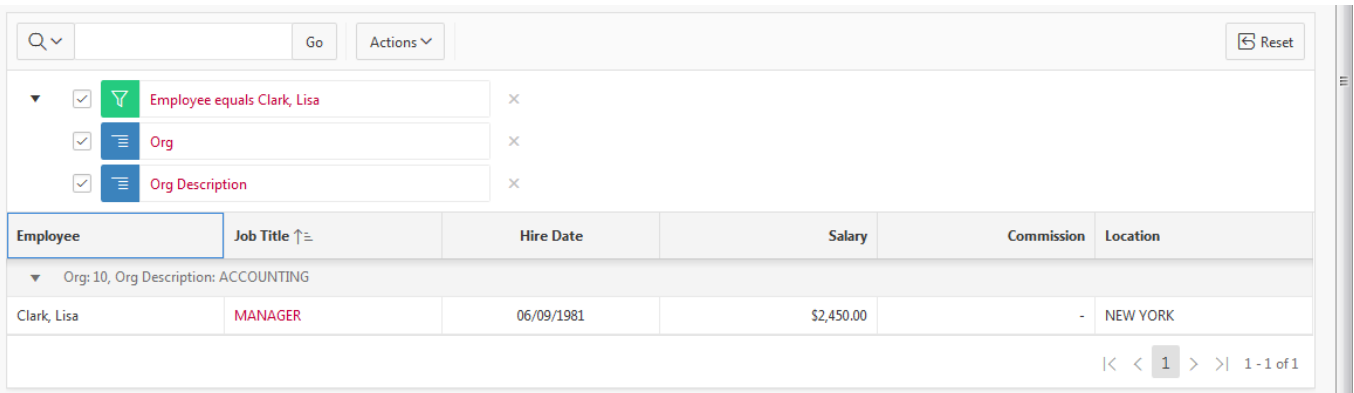 Go Actions Reset
Employee equals Clark, Lisa
Org
Org Description
Employee Job Title Hire Date Salary Commission Location
Org: 10, Org Description: ACCOUNTING
Clark, Lisa MANAGER 06/09/1981 $2,450.00 - NEW YORK
1 1 - 1 of 1